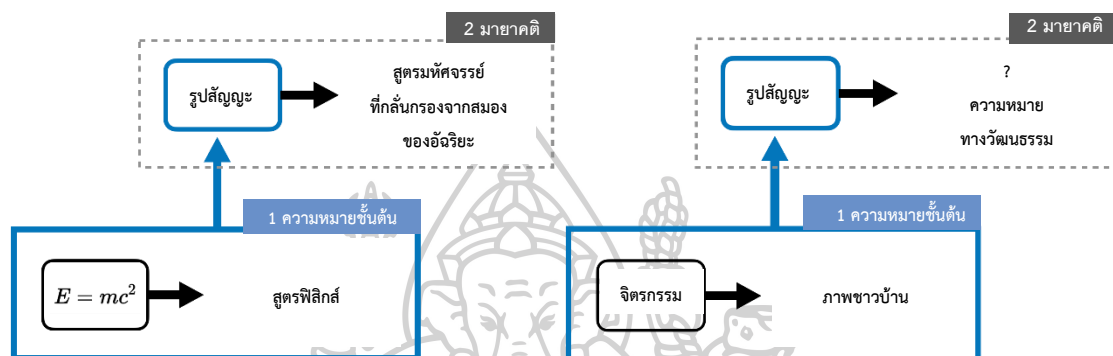 2 มายาคติ
รูปสัญญะ
สูตรมหัศจรรย์
ที่กลั่นกรองจากสมอง
ของอัฉริยะ
1 ความหมายชั้นต้น
E = mc²
สูตรฟิสิกส์
2 มายาคติ
รูปสัญญะ
?
ความหมาย
ทางวัฒนธรรม
1 ความหมายชั้นต้น
จิตรกรรม
ภาพชาวบ้าน